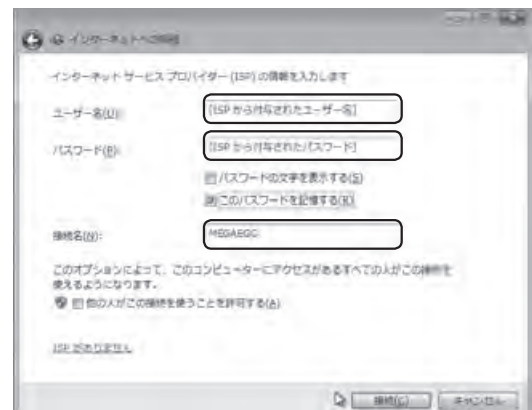 インターネットへの接続
インターネット サービス プロバイダー (ISP) の情報を入力します
ユーザー名(U):
[ISP から付与されたユーザー名]
パスワード(P):
[ISP から付与されたパスワード]
パスワードの文字を表示する(S)
このパスワードを記憶する(R)
接続名(N):
MEGAEGG
このオプションによって、このコンピューターにアクセスがあるすべての人がこの接続を
使えるようになります。
他の人がこの接続を使うことを許可する(A)
ISP がありません
接続(C)
キャンセル